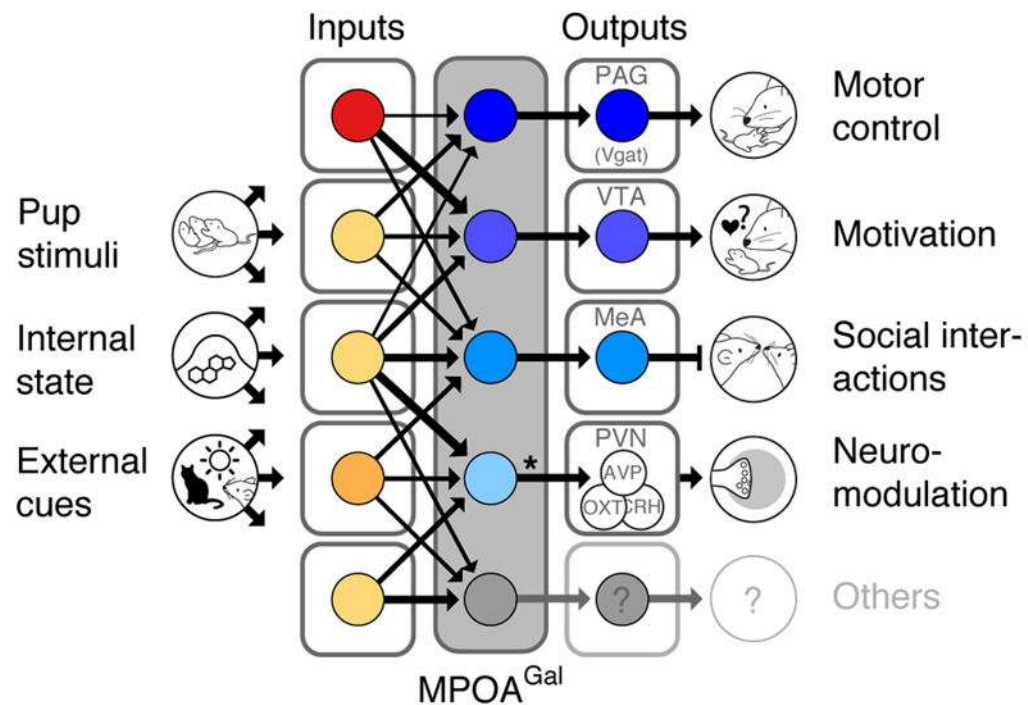 Inputs
Outputs
PAG
(Vgat)
Motor
control
Pup
stimuli
VTA
?
Motivation
Internal
state
MeA
Social inter-
actions
External
cues
*
PVN
AVP
OXT
CRH
Neuro-
modulation
?
?
Others
MPOA^Gal